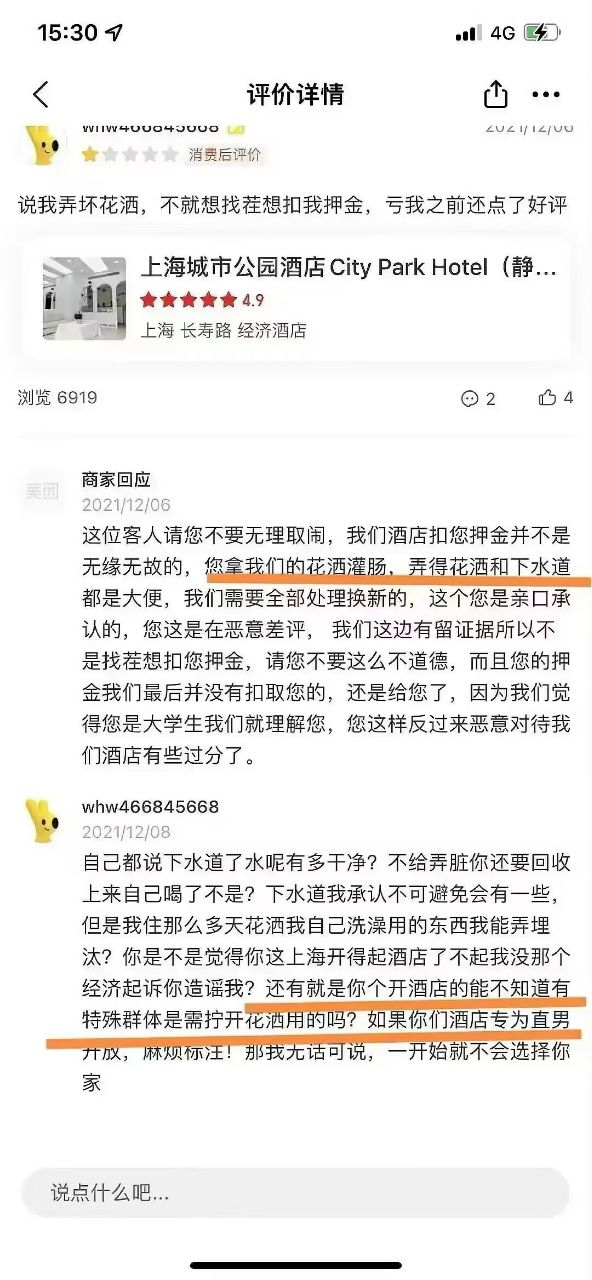 15:30
4G
评价详情
whw466845668
2021/12/06
消费后评价
说我弄坏花洒，不就想找茬想扣我押金，亏我之前还点了好评
上海城市公园酒店City Park Hotel（静...
4.9
上海 长寿路 经济酒店
浏览 6919
2
4
美团
商家回应
2021/12/06
这位客人请您不要无理取闹，我们酒店扣您押金并不是
无缘无故的，您拿我们的花洒灌肠，弄得花洒和下水道
都是大便，我们需要全部处理换新的，这个您是亲口承
认的，您这是在恶意差评， 我们这边有留证据所以不
是找茬想扣您押金，请您不要这么不道德，而且您的押
金我们最后并没有扣取您的，还是给您了，因为我们觉
得您是大学生我们就理解您，您这样反过来恶意对待我
们酒店有些过分了。
whw466845668
2021/12/08
自己都说下水道了水呢有多干净？不给弄脏你还要回收
上来自己喝了不是？下水道我承认不可避免会有一些，
但是我住那么多天花洒我自己洗澡用的东西我能弄埋
汰？你是不是觉得你这上海开得起酒店了不起我没那个
经济起诉你造谣我？还有就是你个开酒店的能不知道有
特殊群体是需拧开花洒用的吗？如果你们酒店专为直男
开放，麻烦标注！那我无话可说，一开始就不会选择你
家
说点什么吧...